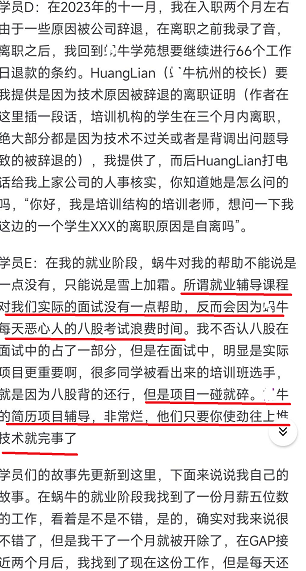 学员D：在2023年的十一月，我在入职两个月左右
由于一些原因被公司辞退，在离职之前我录了音，
离职之后，我回到 牛学苑想要继续进行66个工作
日退款的条约。HuangLian（ 牛杭州的校长）要
我提供是因为技术原因被辞退的离职证明（作者在
这里插一段话，培训机构的学生在三个月内离职，
绝大部分都是因为技术不过关或者是背调出问题导
致的被辞退的），我提供了，而后HuangLian打电
话给我上家公司的人事核实，你知道她是怎么问的
吗，“你好，我是培训结构的培训老师，想问一下我
这边的一个学生XXX的离职原因是自离吗”。
学员E：在我的就业阶段，蜗牛对我的帮助不能说是
一点没有，只能说是雪上加霜。所谓就业辅导课程
对我们实际的面试没有一点帮助，反而会因为 牛
每天恶心人的八股考试浪费时间。我不否认八股在
面试中的占了一部分，但是在面试中，明显是实际
项目更重要啊，很多同学被看出来的培训班选手，
就是因为八股背的还行，但是项目一碰就碎。 牛
的简历项目辅导，非常烂，他们只要你使劲往上堆
技术就完事了
学员们的故事先更新到这里，下面来说说我自己的
故事。在蜗牛的就业阶段我找到了一份月薪五位数
的工作，看着是不是不错，是的，确实对我来说很
不错了，但是我干了一个月就被开除了，在GAP接
近两个月后，我找到了现在这份工作，但是每天还